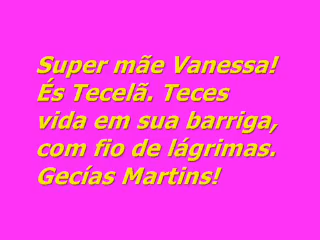 Super mãe Vanessa!
És Tecelã. Teces
vida em sua barriga,
com fio de lágrimas.
Gecías Martins!